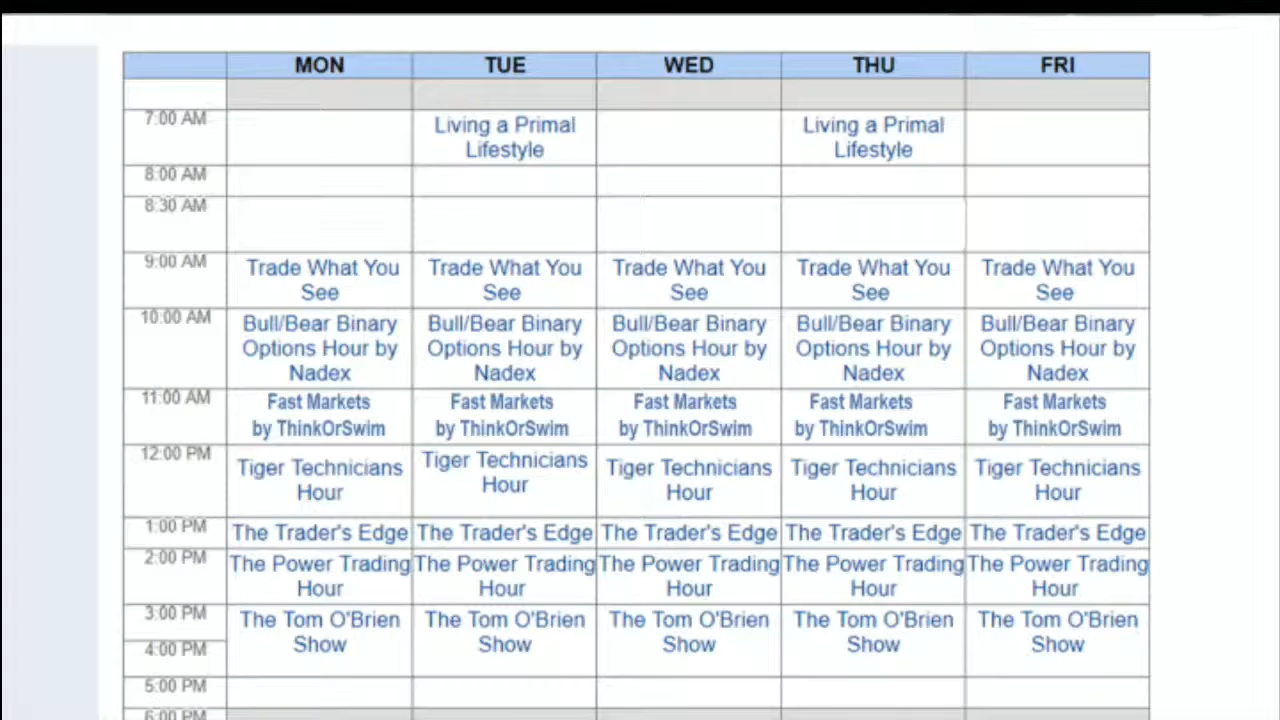 MON TUE WED THU FRI
7:00 AM
Living a Primal Living a Primal
Lifestyle Lifestyle
8:00 AM
8:30 AM
9:00 AM
Trade What You Trade What You Trade What You Trade What You Trade What You
See See See See See
10:00 AM
Bull/Bear Binary Bull/Bear Binary Bull/Bear Binary Bull/Bear Binary Bull/Bear Binary
Options Hour by Options Hour by Options Hour by Options Hour by Options Hour by
Nadex Nadex Nadex Nadex Nadex
11:00 AM
Fast Markets Fast Markets Fast Markets Fast Markets Fast Markets
by ThinkOrSwim by ThinkOrSwim by ThinkOrSwim by ThinkOrSwim by ThinkOrSwim
12:00 PM
Tiger Technicians Tiger Technicians Tiger Technicians Tiger Technicians Tiger Technicians
Hour Hour Hour Hour Hour
1:00 PM The Trader's Edge The Trader's Edge The Trader's Edge The Trader's Edge The Trader's Edge
2:00 PM The Power Trading The Power Trading The Power Trading The Power Trading The Power Trading
Hour Hour Hour Hour Hour
3:00 PM The Tom O'Brien The Tom O'Brien The Tom O'Brien The Tom O'Brien The Tom O'Brien
4:00 PM Show Show Show Show Show
5:00 PM
6:00 PM